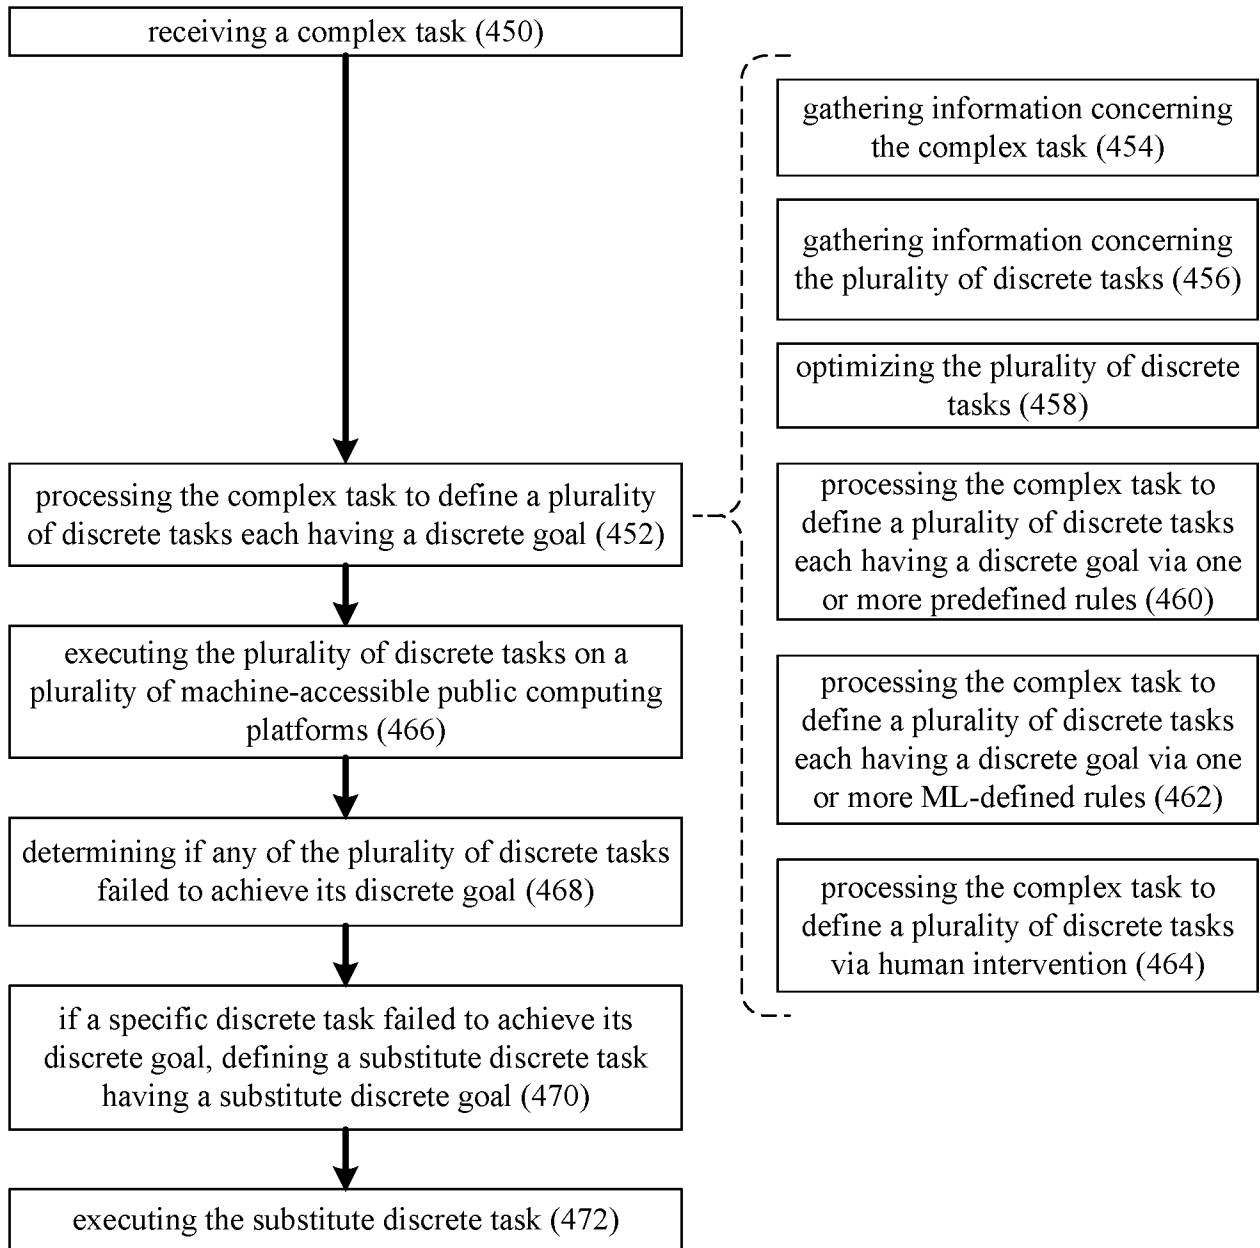 receiving a complex task (450)
processing the complex task to define a plurality
of discrete tasks each having a discrete goal (452)
executing the plurality of discrete tasks on a
plurality of machine-accessible public computing
platforms (466)
determining if any of the plurality of discrete tasks
failed to achieve its discrete goal (468)
if a specific discrete task failed to achieve its
discrete goal, defining a substitute discrete task
having a substitute discrete goal (470)
executing the substitute discrete task (472)
gathering information concerning
the complex task (454)
gathering information concerning
the plurality of discrete tasks (456)
optimizing the plurality of discrete
tasks (458)
processing the complex task to
define a plurality of discrete tasks
each having a discrete goal via one
or more predefined rules (460)
processing the complex task to
define a plurality of discrete tasks
each having a discrete goal via one
or more ML-defined rules (462)
processing the complex task to
define a plurality of discrete tasks
via human intervention (464)